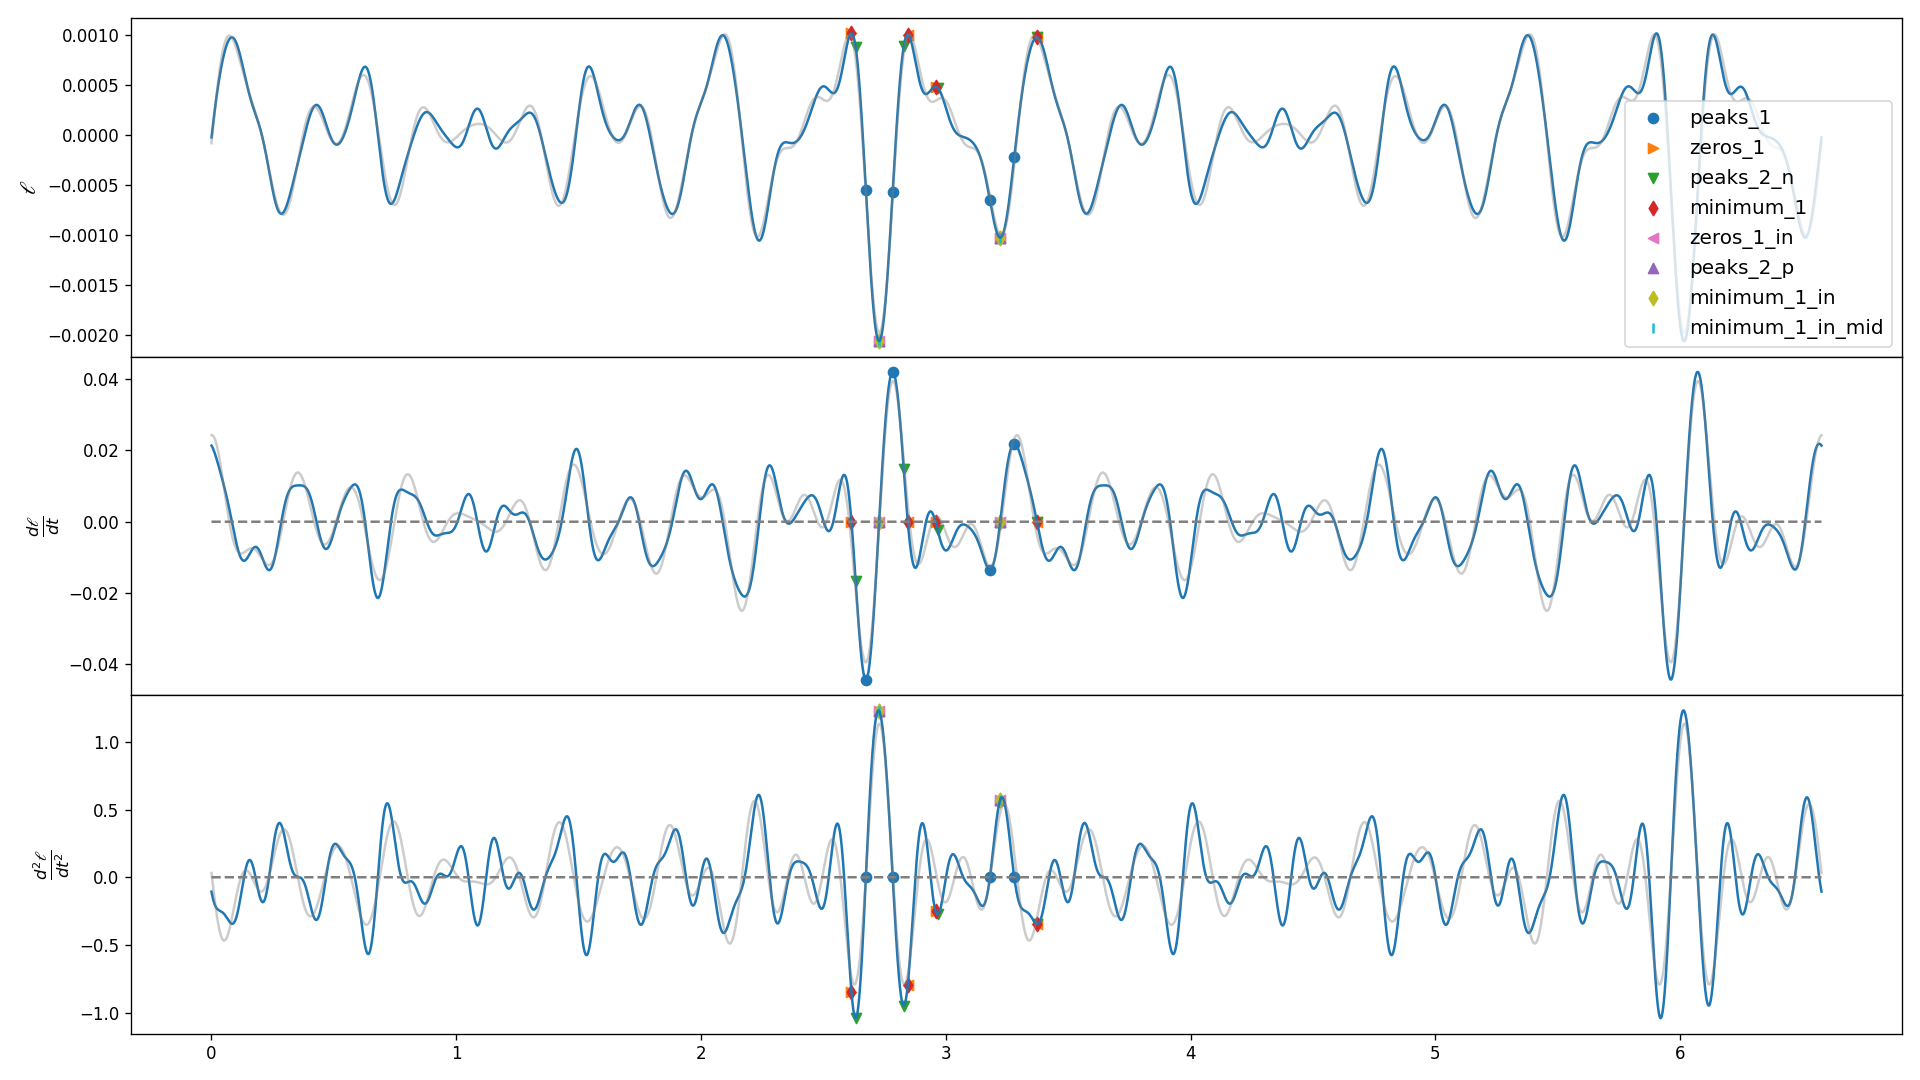 0.0010
0.0005
0.0000
−0.0005
−0.0010
−0.0015
−0.0020
ℓ
peaks_1
zeros_1
peaks_2_n
minimum_1
zeros_1_in
peaks_2_p
minimum_1_in
minimum_1_in_mid
0.04
0.02
0.00
−0.02
−0.04
dℓ
dt
1.0
0.5
0.0
−0.5
−1.0
d²ℓ
dt²
0 1 2 3 4 5 6